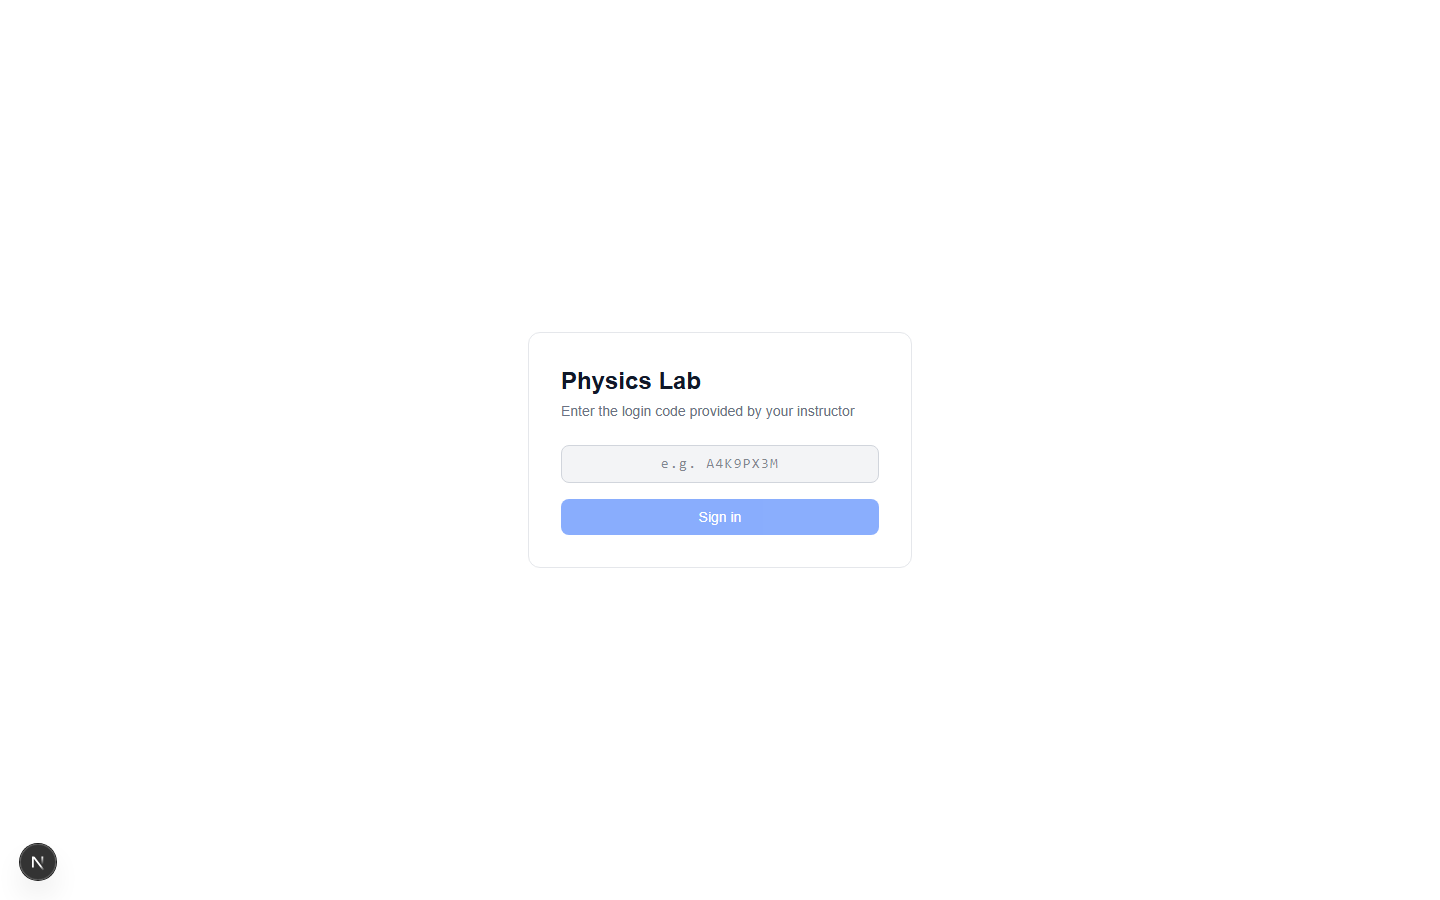 Physics Lab
Enter the login code provided by your instructor
e.g. A4K9PX3M
Sign in
N